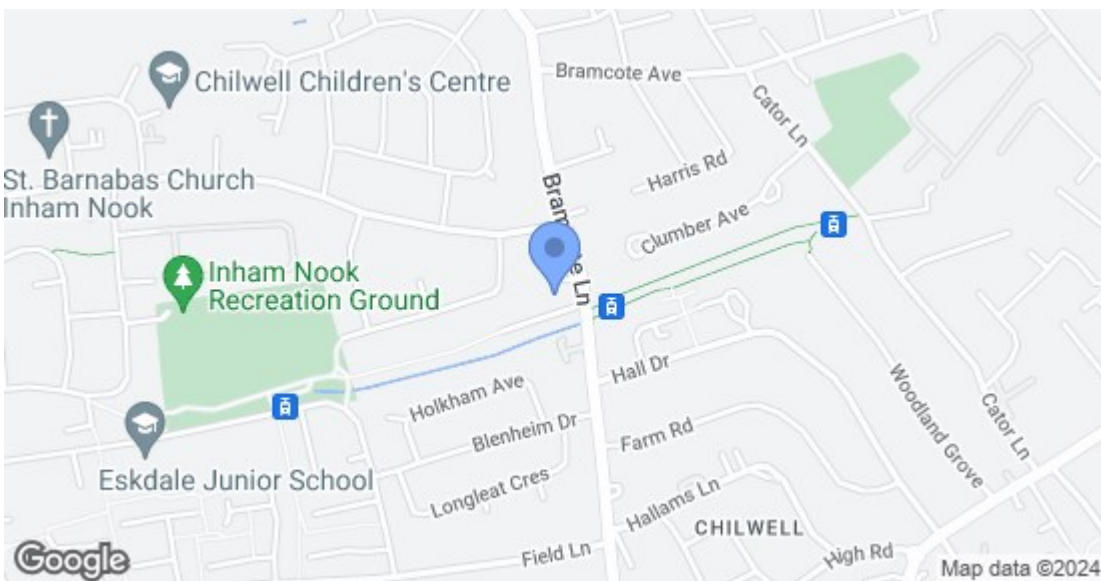 Bramcote Ave
Chilwell Children's Centre
Cator Ln
St. Barnabas Church
Inham Nook
Harris Rd
Clumber Ave
Inham Nook
Recreation Ground
Hall Dr
Holkham Ave
Blenheim Dr
Farm Rd
Woodland Grove
Cator Ln
Eskdale Junior School
Longleat Cres
Hallams Ln
CHILWELL
Field Ln
High Rd
Google
Map data ©2024